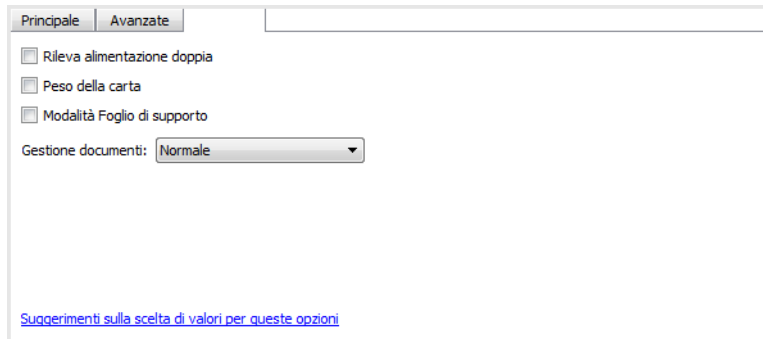 Principale Avanzate
Rileva alimentazione doppia
Peso della carta
Modalità Foglio di supporto
Gestione documenti: Normale
Suggerimenti sulla scelta di valori per queste opzioni